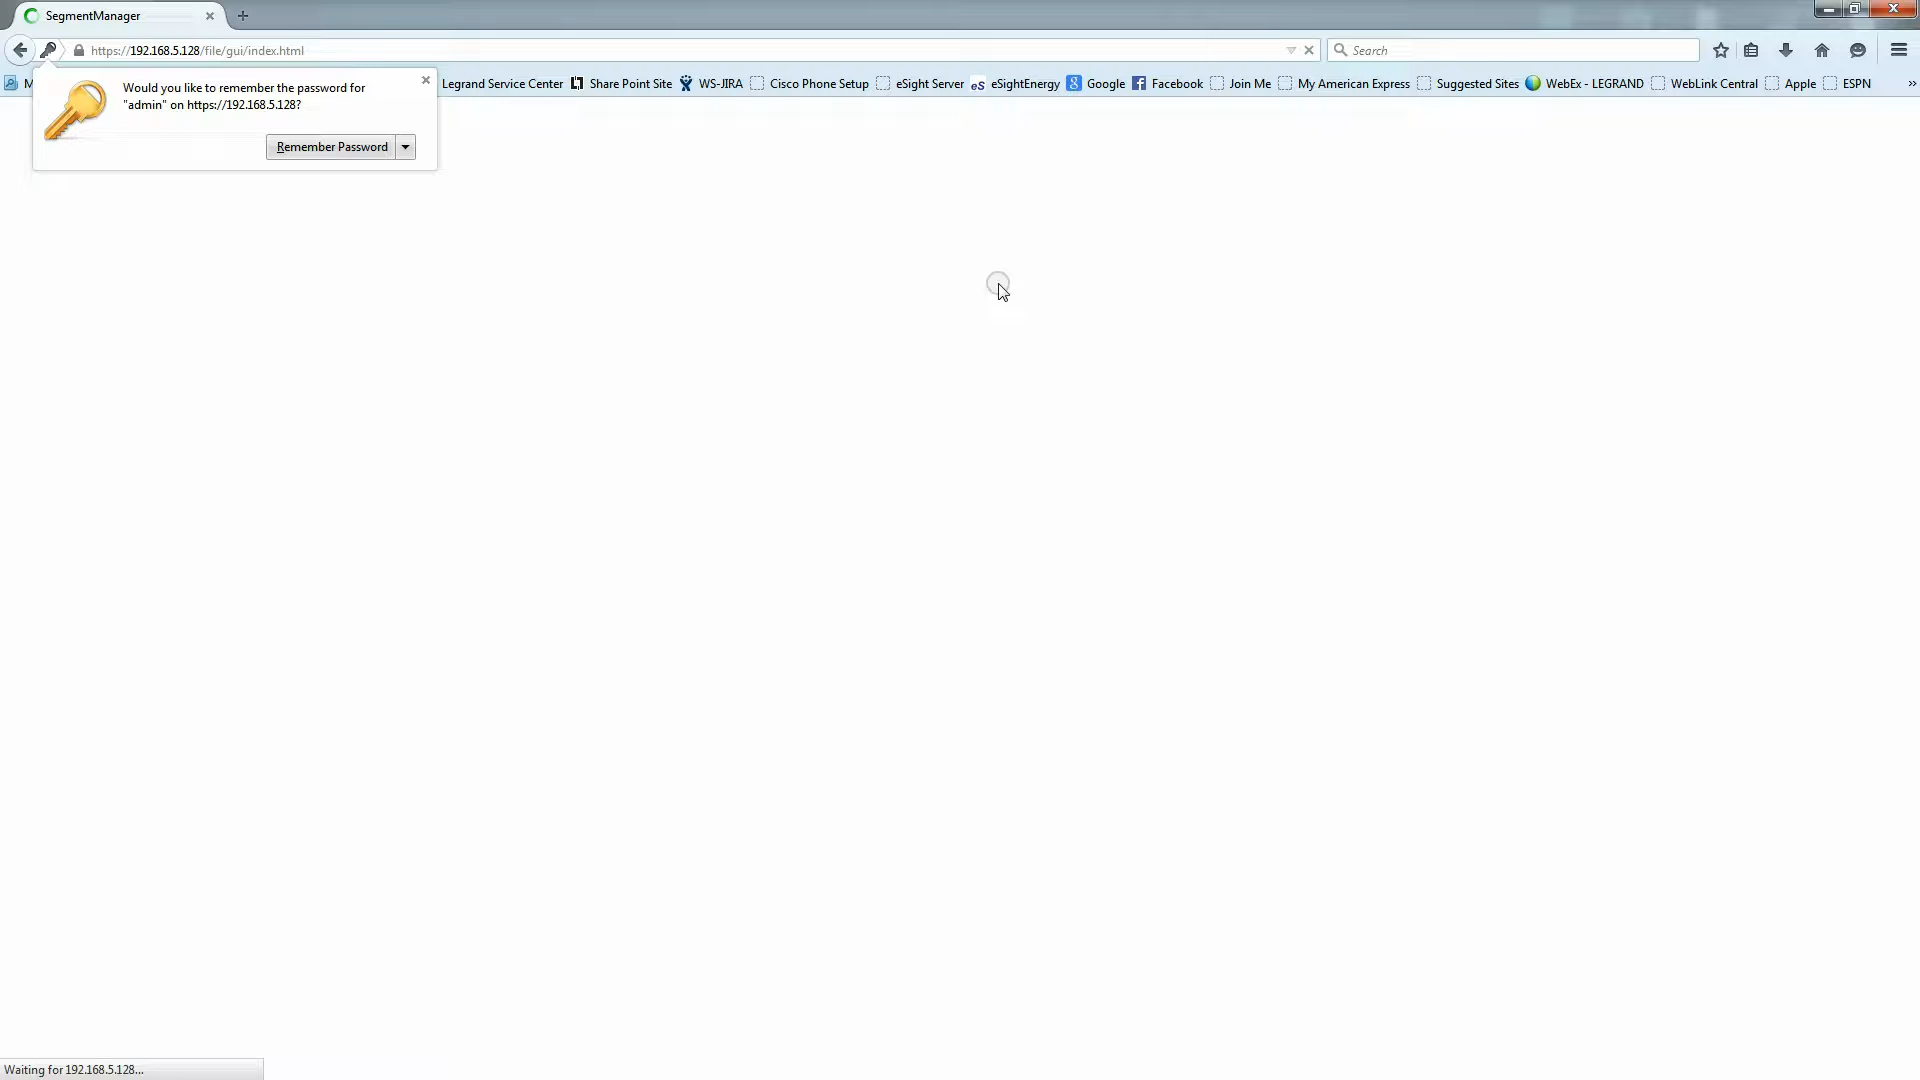 SegmentManager
https://192.168.5.128/file/gui/index.html
Search
M
Legrand Service Center
Share Point Site
WS-JIRA
Cisco Phone Setup
eSight Server
eS
eSightEnergy
8
Google
Facebook
Join Me
My American Express
Suggested Sites
WebEx - LEGRAND
WebLink Central
Apple
ESPN
Would you like to remember the password for
"admin" on https://192.168.5.128?
Remember Password
Waiting for 192.168.5.128...